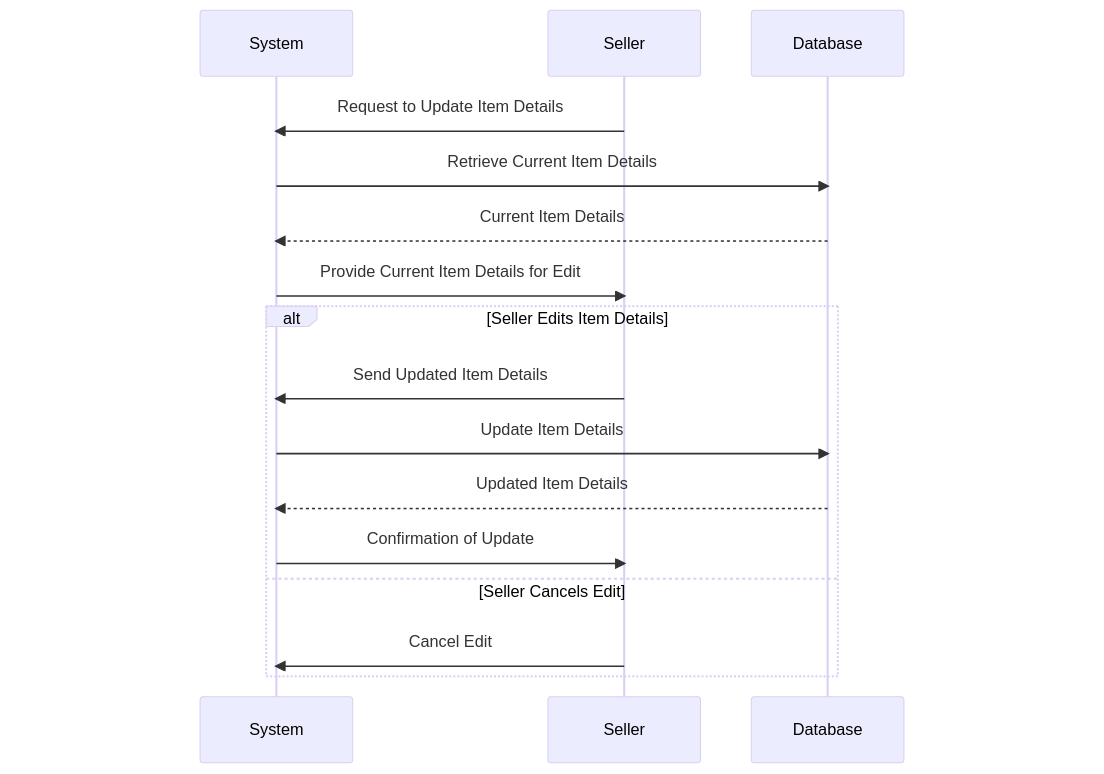 System
Seller
Database
Request to Update Item Details
Retrieve Current Item Details
Current Item Details
Provide Current Item Details for Edit
alt
[Seller Edits Item Details]
Send Updated Item Details
Update Item Details
Updated Item Details
Confirmation of Update
[Seller Cancels Edit]
Cancel Edit
System
Seller
Database